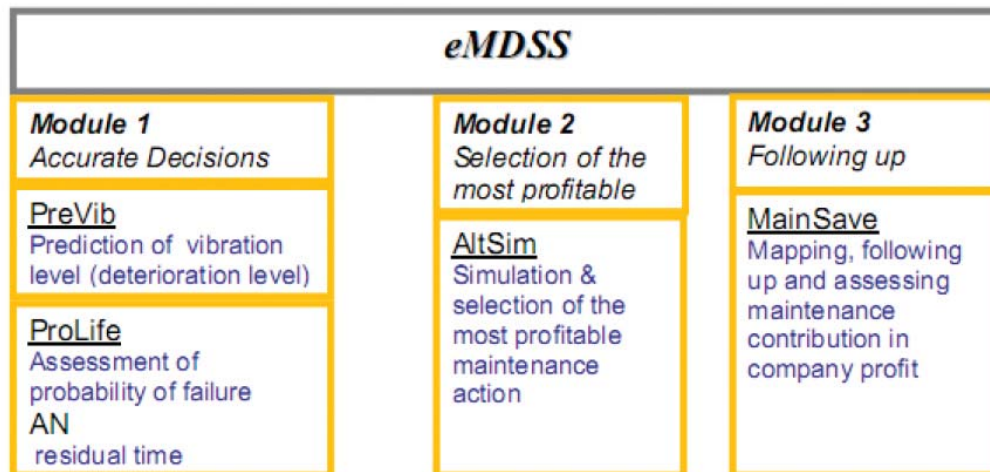 eMDSS
Module 1
Accurate Decisions
PreVib
Prediction of vibration
level (deterioration level)
ProLife
Assessment of
probability of failure
AN
residual time
Module 2
Selection of the
most profitable
AltSim
Simulation &
selection of the
most profitable
maintenance
action
Module 3
Following up
MainSave
Mapping, following
up and assessing
maintenance
contribution in
company profit